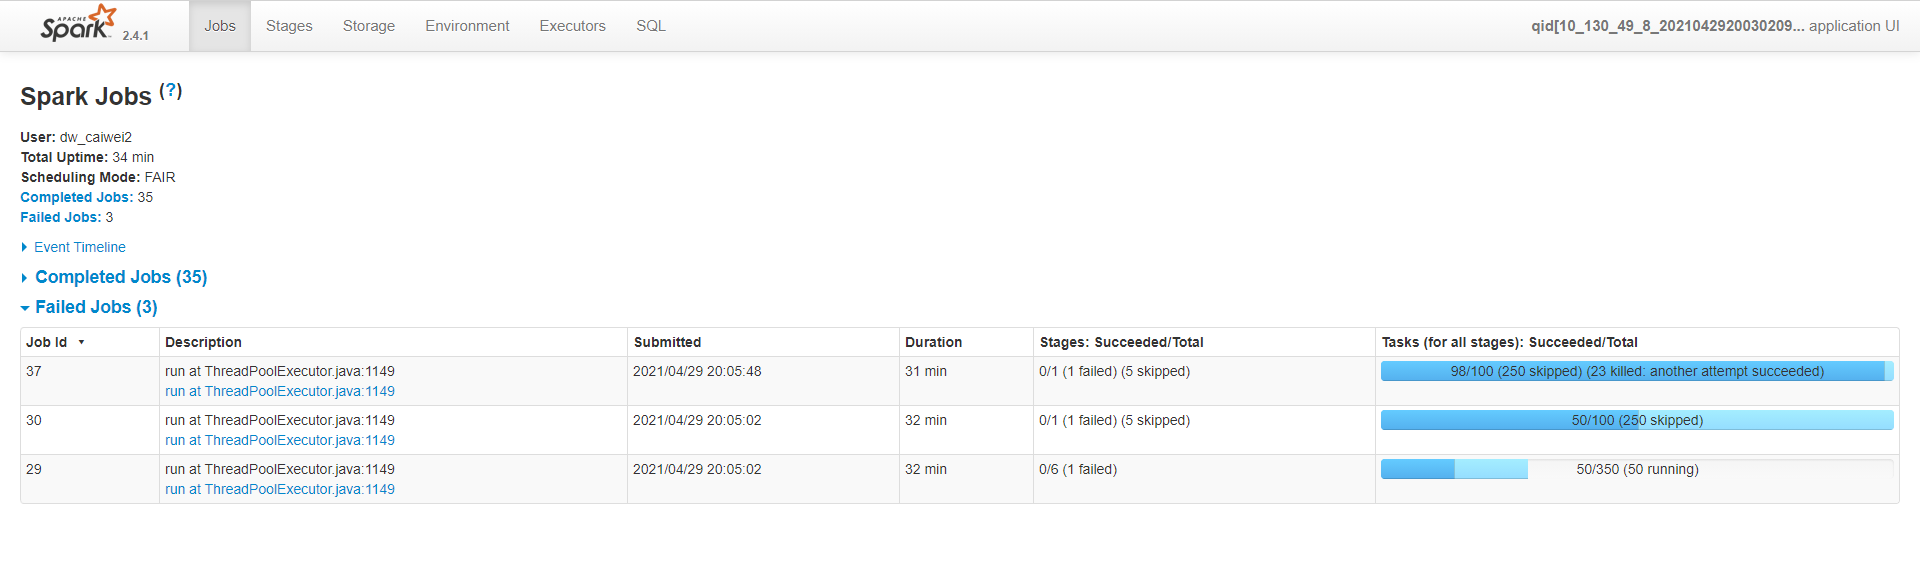 APACHE Spark 2.4.1 Jobs Stages Storage Environment Executors SQL qid[10_130_49_8_2021042920030209... application UI
Spark Jobs (?)
User: dw_caiwei2
Total Uptime: 34 min
Scheduling Mode: FAIR
Completed Jobs: 35
Failed Jobs: 3
Event Timeline
Completed Jobs (35)
Failed Jobs (3)
Job Id Description Submitted Duration Stages: Succeeded/Total Tasks (for all stages): Succeeded/Total
37 run at ThreadPoolExecutor.java:1149 2021/04/29 20:05:48 31 min 0/1 (1 failed) (5 skipped) 98/100 (250 skipped) (23 killed: another attempt succeeded)
run at ThreadPoolExecutor.java:1149
30 run at ThreadPoolExecutor.java:1149 2021/04/29 20:05:02 32 min 0/1 (1 failed) (5 skipped) 50/100 (250 skipped)
run at ThreadPoolExecutor.java:1149
29 run at ThreadPoolExecutor.java:1149 2021/04/29 20:05:02 32 min 0/6 (1 failed) 50/350 (50 running)
run at ThreadPoolExecutor.java:1149